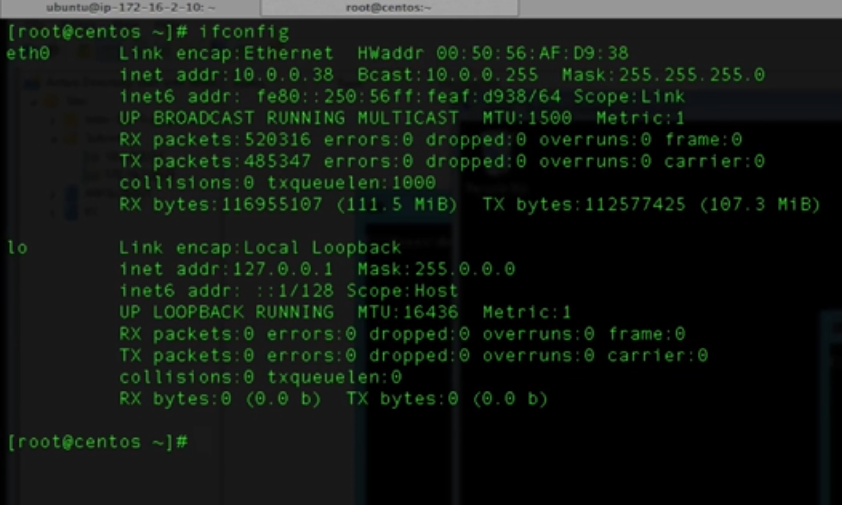 ubuntu@ip-172-16-2-10: ~
root@centos:~
[root@centos ~]# ifconfig
eth0 Link encap:Ethernet HWaddr 00:50:56:AF:D9:38
inet addr:10.0.0.38 Bcast:10.0.0.255 Mask:255.255.255.0
inet6 addr: fe80::250:56ff:feaf:d938/64 Scope:Link
UP BROADCAST RUNNING MULTICAST MTU:1500 Metric:1
RX packets:520316 errors:0 dropped:0 overruns:0 frame:0
TX packets:485347 errors:0 dropped:0 overruns:0 carrier:0
collisions:0 txqueuelen:1000
RX bytes:116955107 (111.5 MiB) TX bytes:112577425 (107.3 MiB)
lo Link encap:Local Loopback
inet addr:127.0.0.1 Mask:255.0.0.0
inet6 addr: ::1/128 Scope:Host
UP LOOPBACK RUNNING MTU:16436 Metric:1
RX packets:0 errors:0 dropped:0 overruns:0 frame:0
TX packets:0 errors:0 dropped:0 overruns:0 carrier:0
collisions:0 txqueuelen:0
RX bytes:0 (0.0 b) TX bytes:0 (0.0 b)
[root@centos ~]#